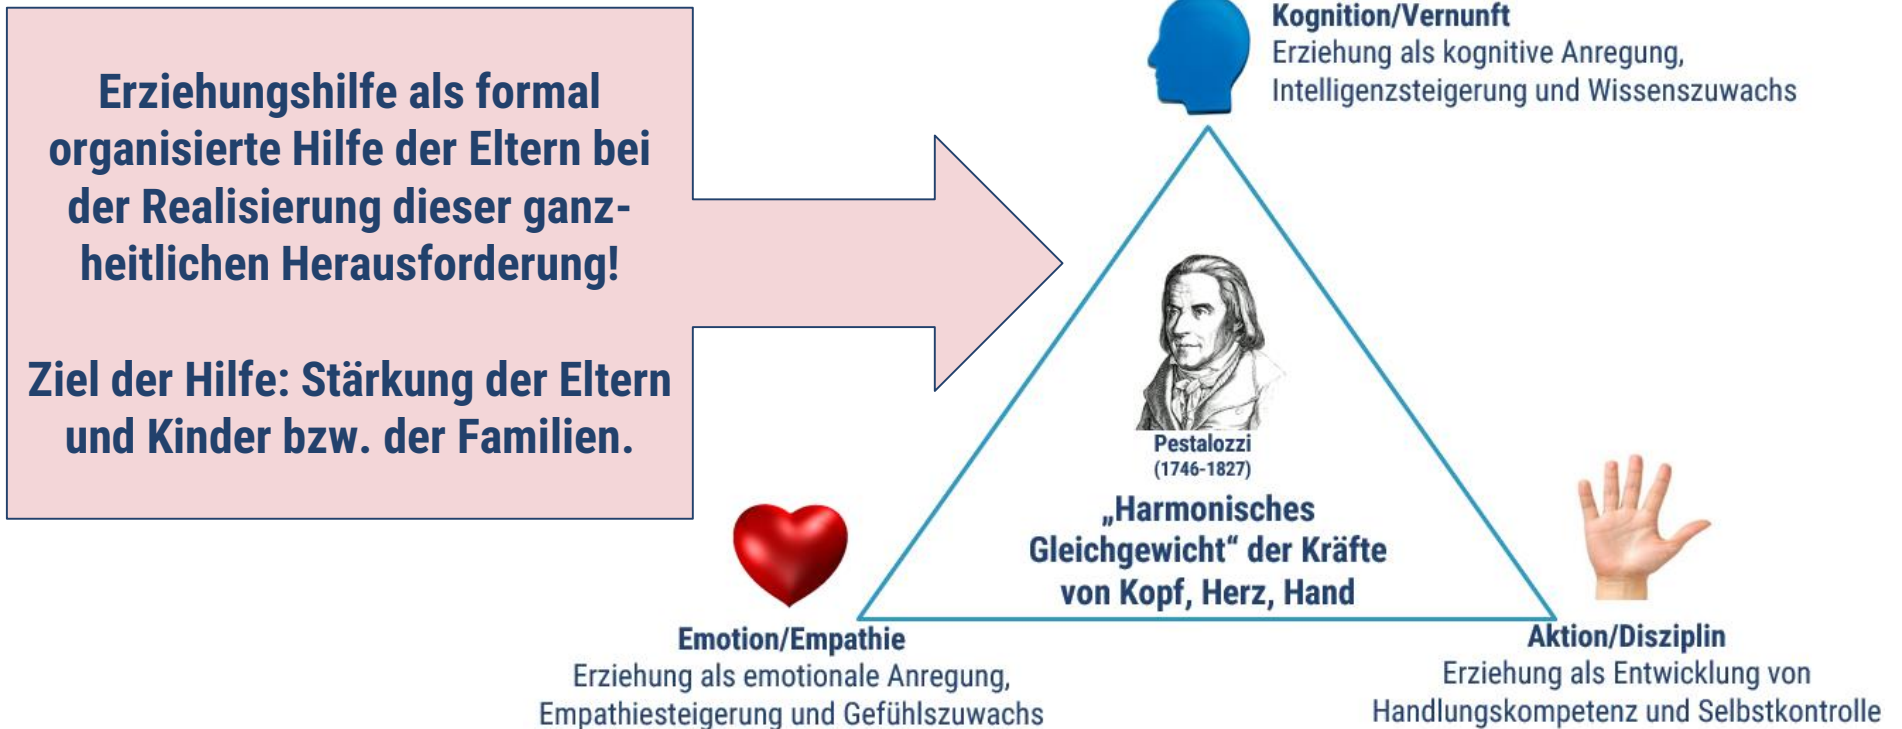 Erziehungshilfe als formal
organisierte Hilfe der Eltern bei
der Realisierung dieser ganz-
heitlichen Herausforderung!
Ziel der Hilfe: Stärkung der Eltern
und Kinder bzw. der Familien.
Kognition/Vernunft
Erziehung als kognitive Anregung,
Intelligenzsteigerung und Wissenszuwachs
Pestalozzi
(1746-1827)
„Harmonisches
Gleichgewicht“ der Kräfte
von Kopf, Herz, Hand
Emotion/Empathie
Erziehung als emotionale Anregung,
Empathiesteigerung und Gefühlszuwachs
Aktion/Disziplin
Erziehung als Entwicklung von
Handlungskompetenz und Selbstkontrolle